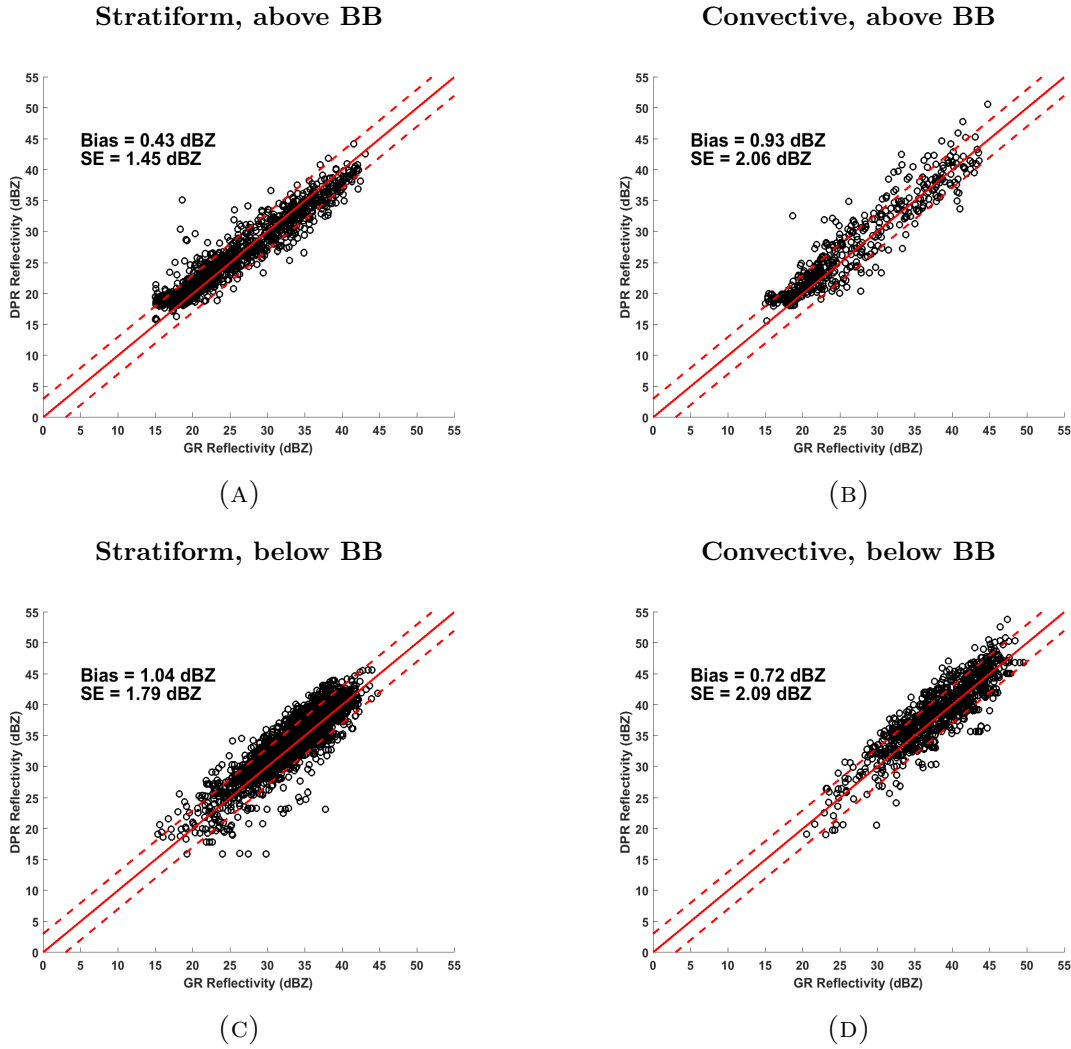 Stratiform, above BB
55
50
45
40
35
30
25
20
15
10
5
0
DPR Reflectivity (dBZ)
Bias = 0.43 dBZ
SE = 1.45 dBZ
0 5 10 15 20 25 30 35 40 45 50 55
GR Reflectivity (dBZ)
(A)
Convective, above BB
55
50
45
40
35
30
25
20
15
10
5
0
DPR Reflectivity (dBZ)
Bias = 0.93 dBZ
SE = 2.06 dBZ
0 5 10 15 20 25 30 35 40 45 50 55
GR Reflectivity (dBZ)
(B)
Stratiform, below BB
55
50
45
40
35
30
25
20
15
10
5
0
DPR Reflectivity (dBZ)
Bias = 1.04 dBZ
SE = 1.79 dBZ
0 5 10 15 20 25 30 35 40 45 50 55
GR Reflectivity (dBZ)
(C)
Convective, below BB
55
50
45
40
35
30
25
20
15
10
5
0
DPR Reflectivity (dBZ)
Bias = 0.72 dBZ
SE = 2.09 dBZ
0 5 10 15 20 25 30 35 40 45 50 55
GR Reflectivity (dBZ)
(D)